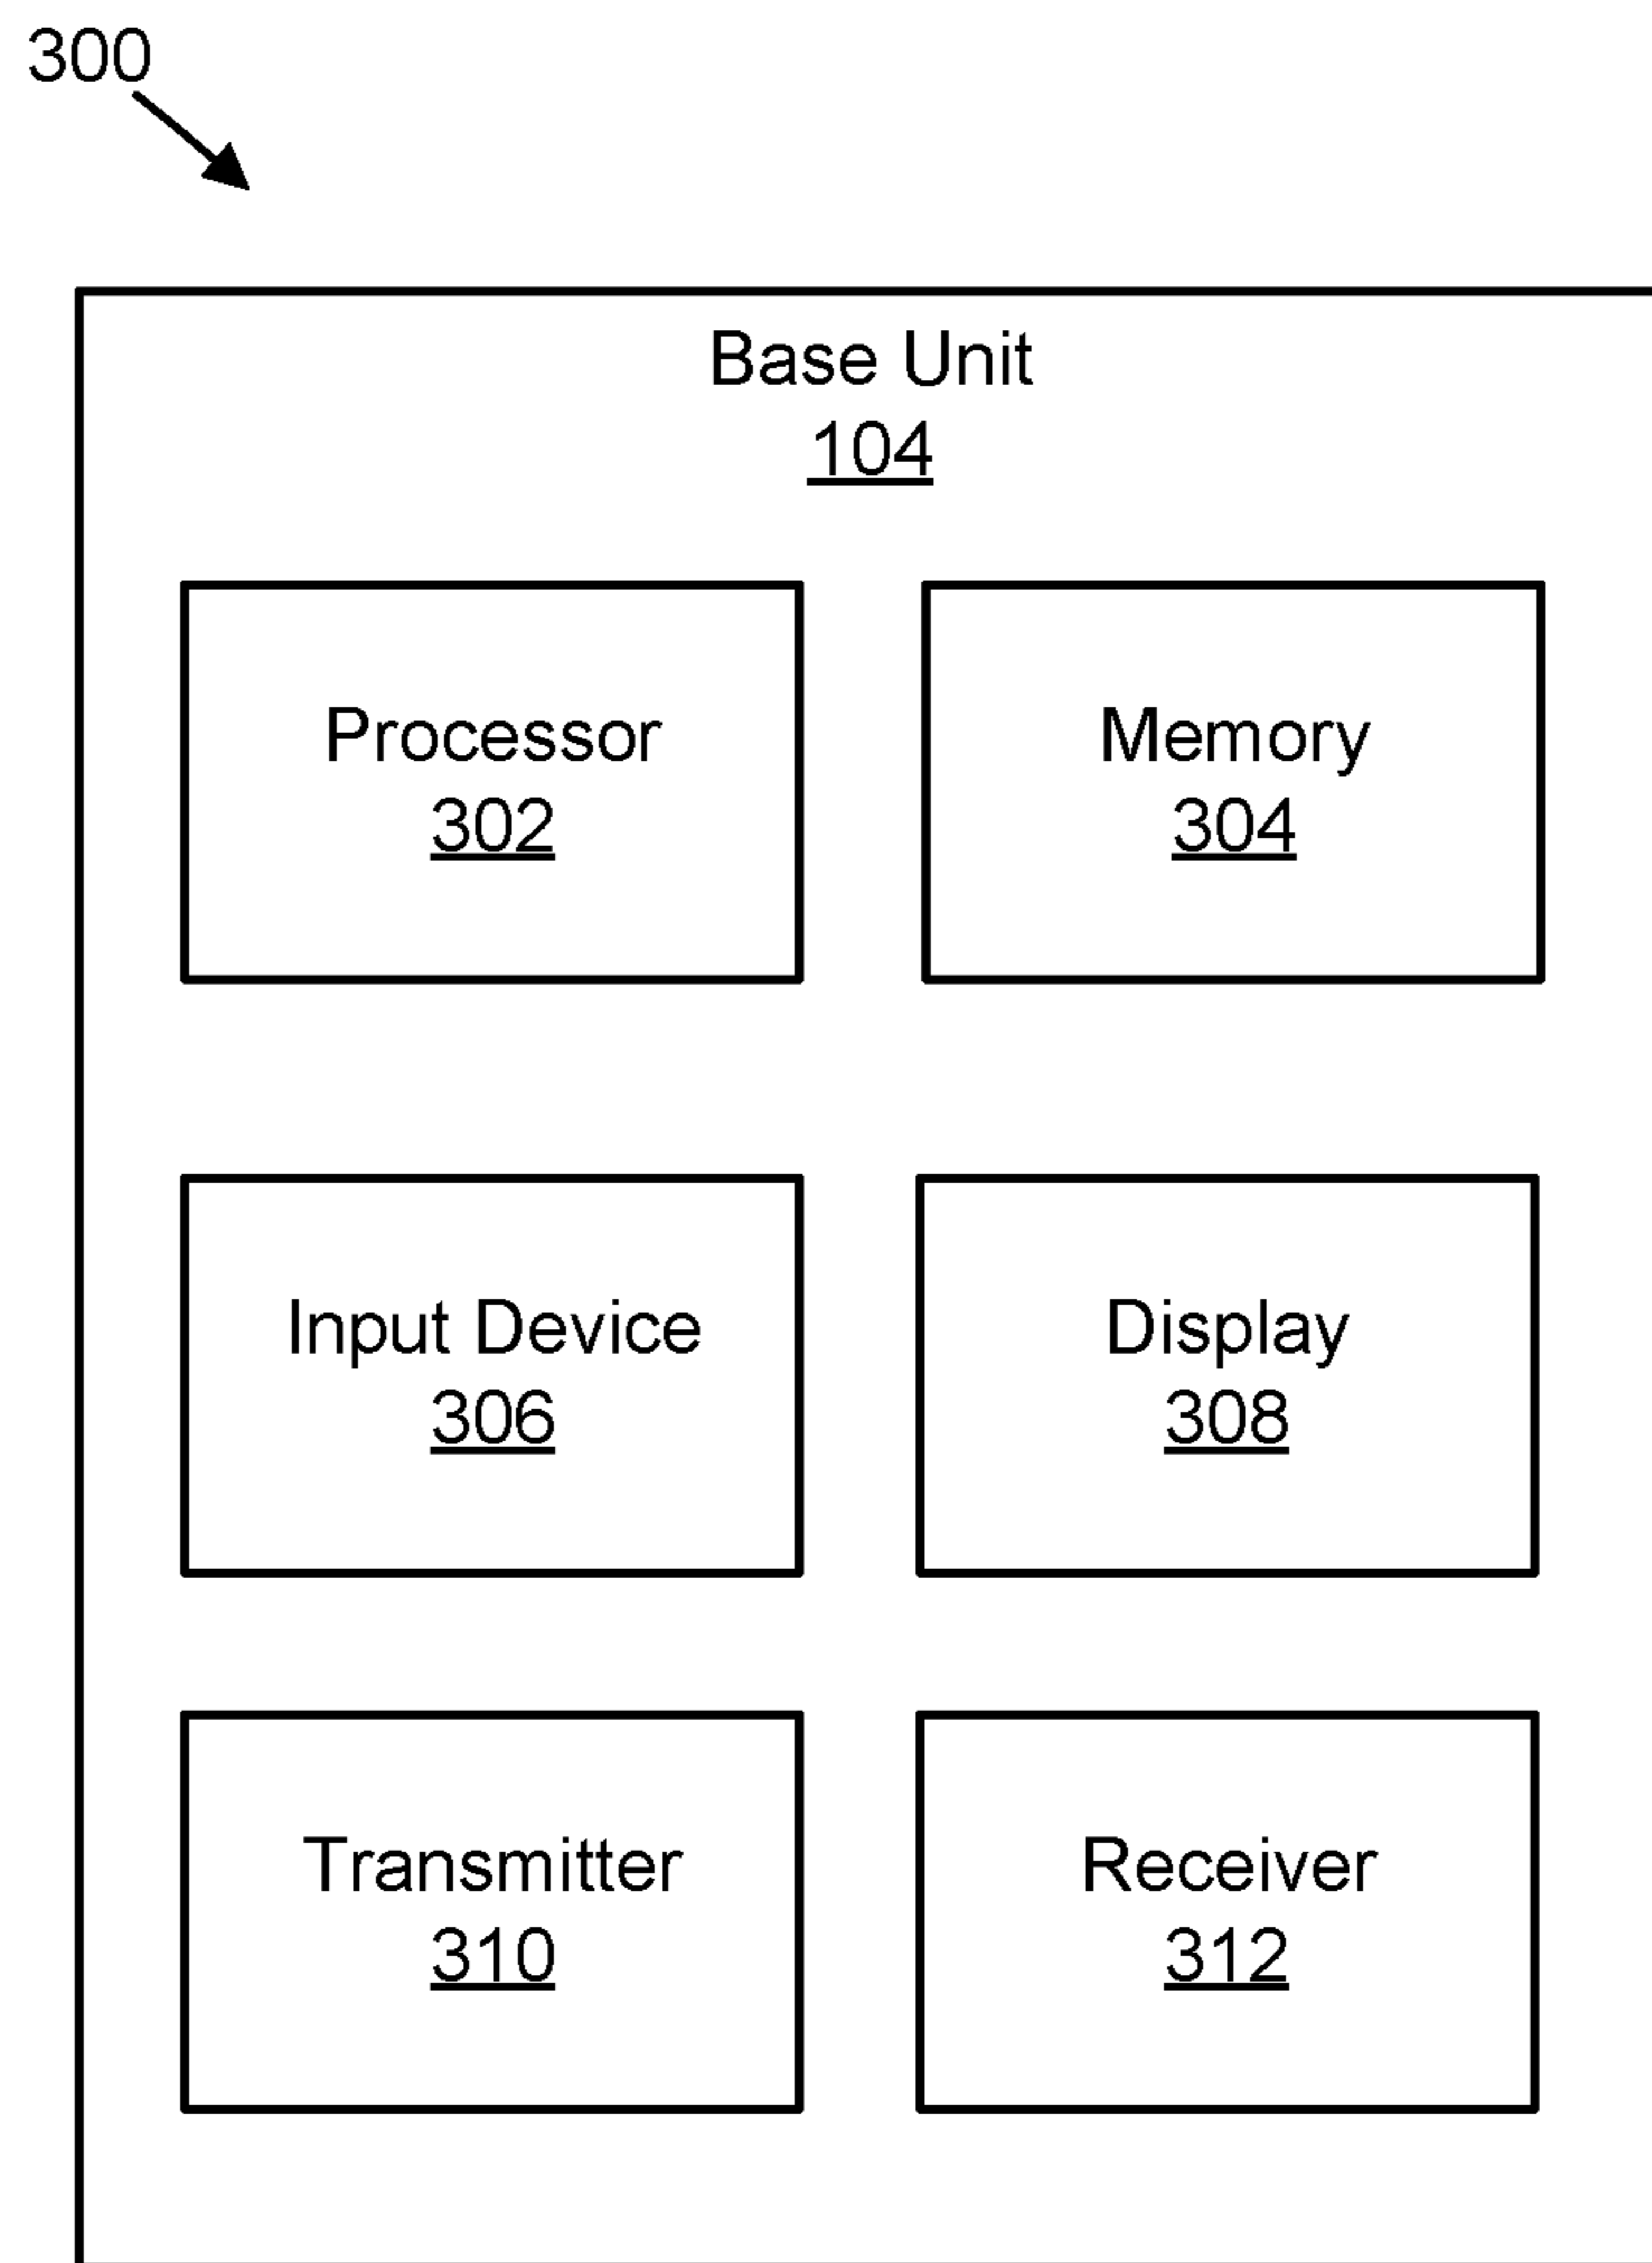 300
Base Unit
104
Processor
302
Memory
304
Input Device
306
Display
308
Transmitter
310
Receiver
312